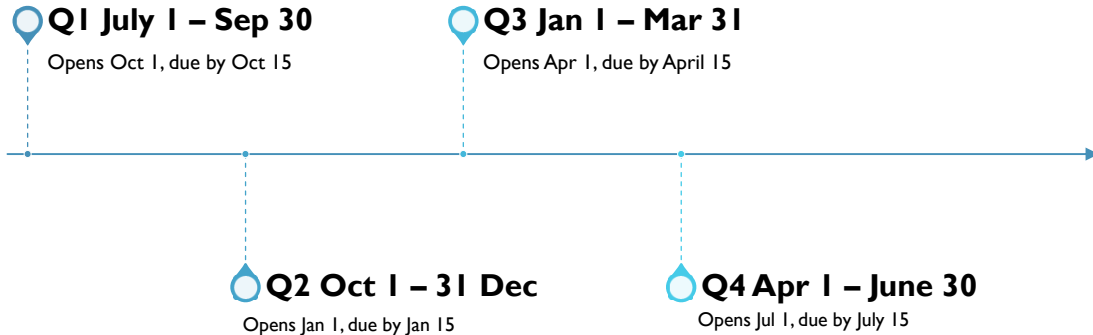 Q1 July 1 – Sep 30
Opens Oct 1, due by Oct 15
Q3 Jan 1 – Mar 31
Opens Apr 1, due by April 15
Q2 Oct 1 – 31 Dec
Opens Jan 1, due by Jan 15
Q4 Apr 1 – June 30
Opens Jul 1, due by July 15